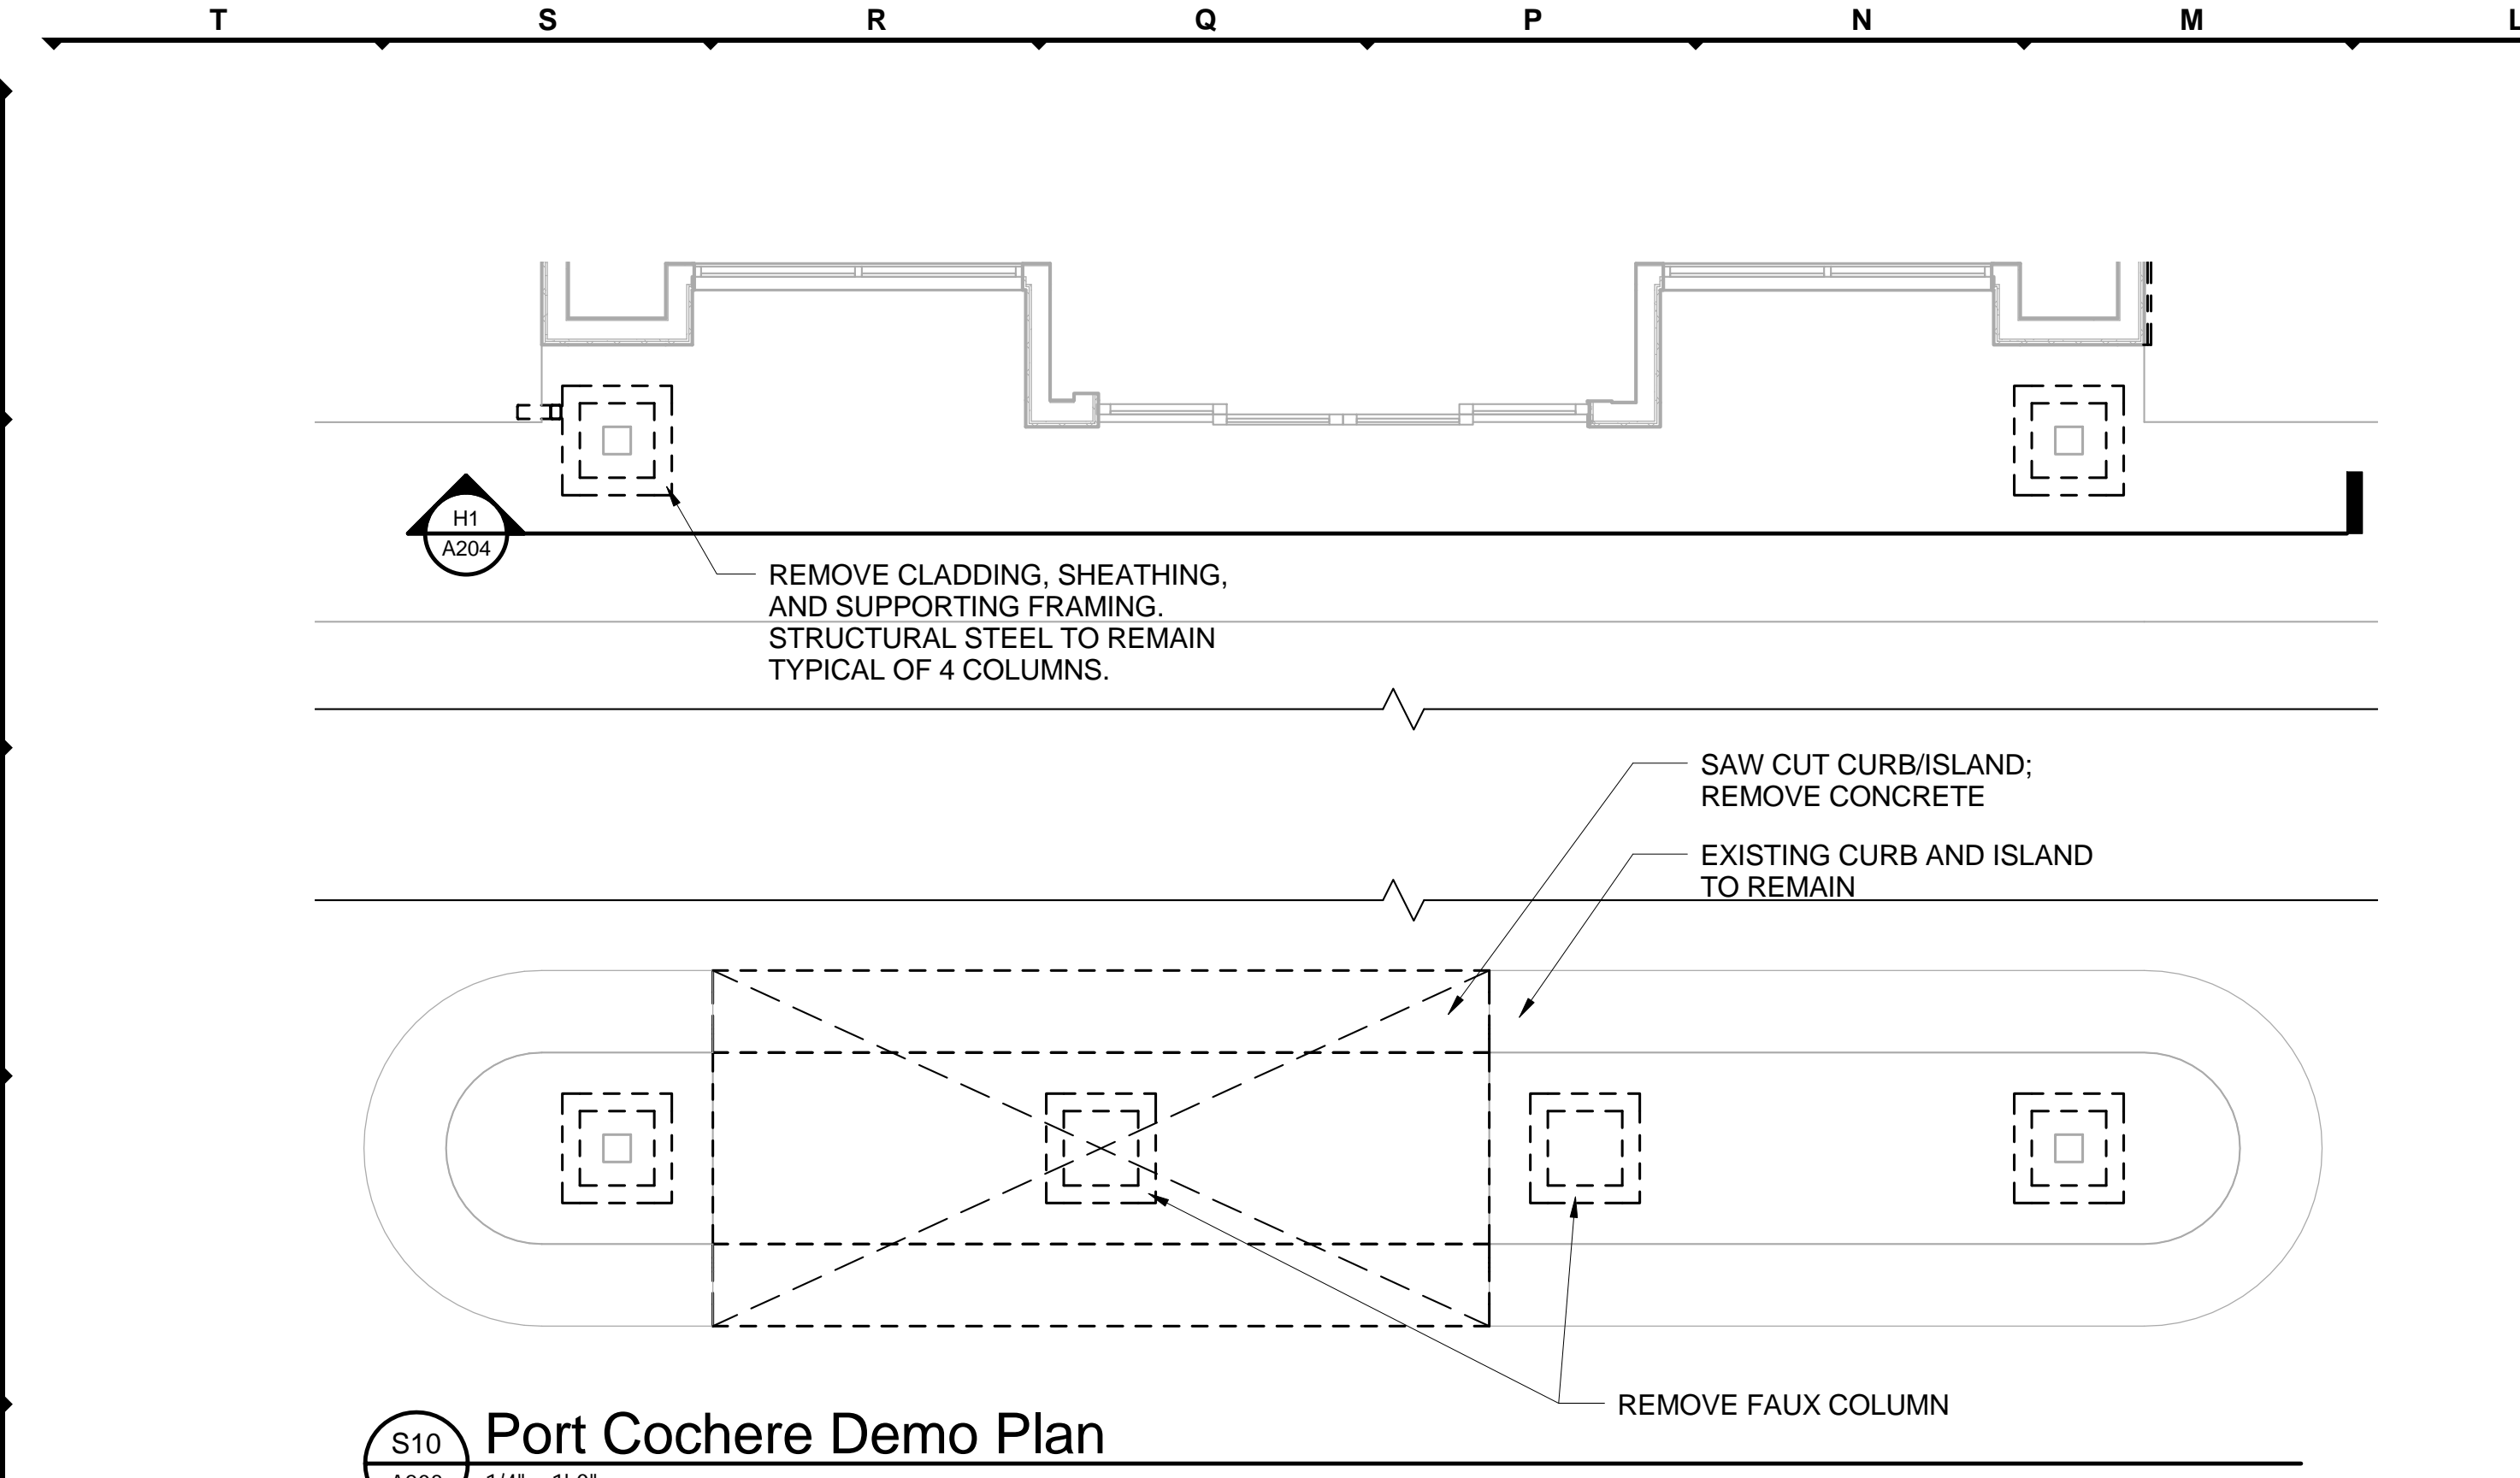 T S R Q P N M L
H1
A204
REMOVE CLADDING, SHEATHING,
AND SUPPORTING FRAMING.
STRUCTURAL STEEL TO REMAIN
TYPICAL OF 4 COLUMNS.
SAW CUT CURB/ISLAND;
REMOVE CONCRETE
EXISTING CURB AND ISLAND
TO REMAIN
REMOVE FAUX COLUMN
S10
Port Cochere Demo Plan